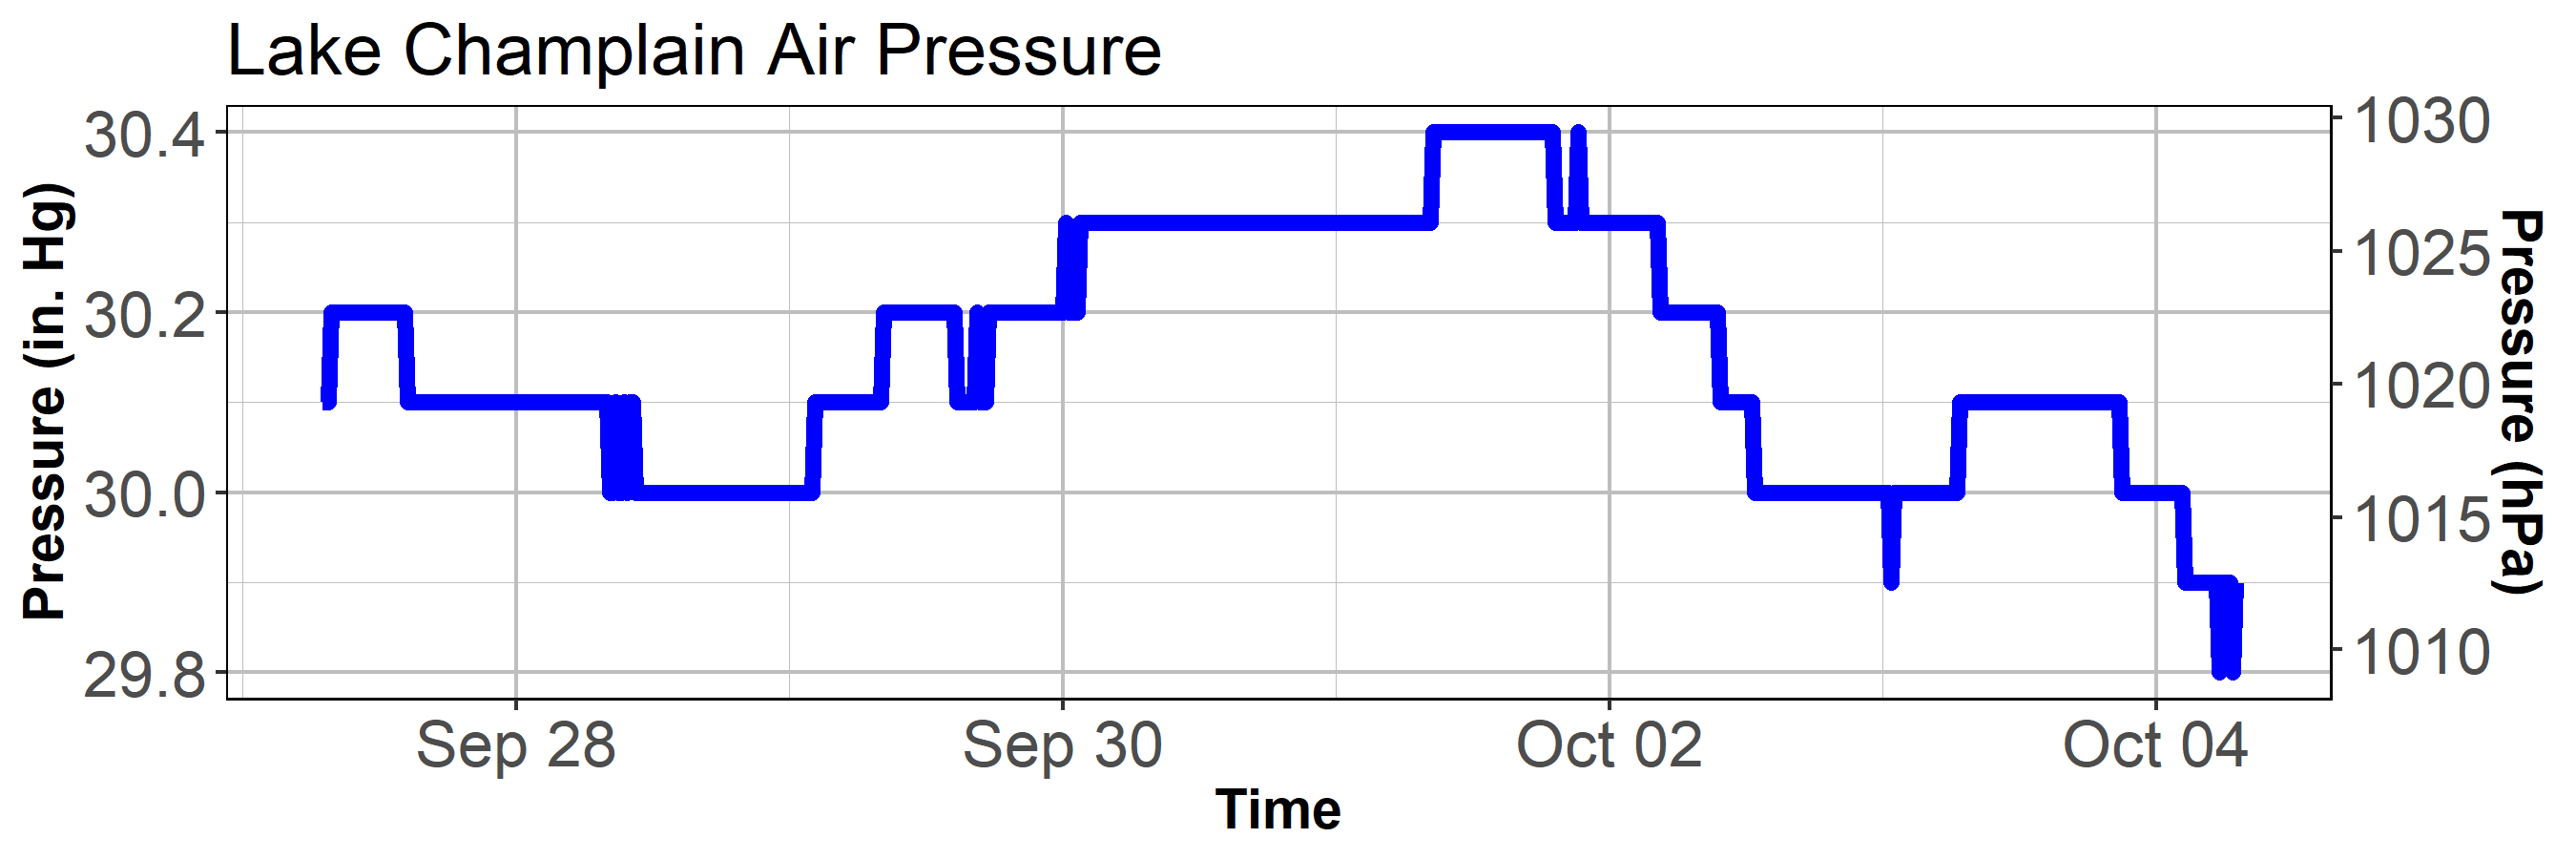 Lake Champlain Air Pressure
30.4
30.2
30.0
29.8
Pressure (in. Hg)
1030
1025
1020
1015
1010
Pressure (hPa)
Sep 28
Sep 30
Oct 02
Oct 04
Time